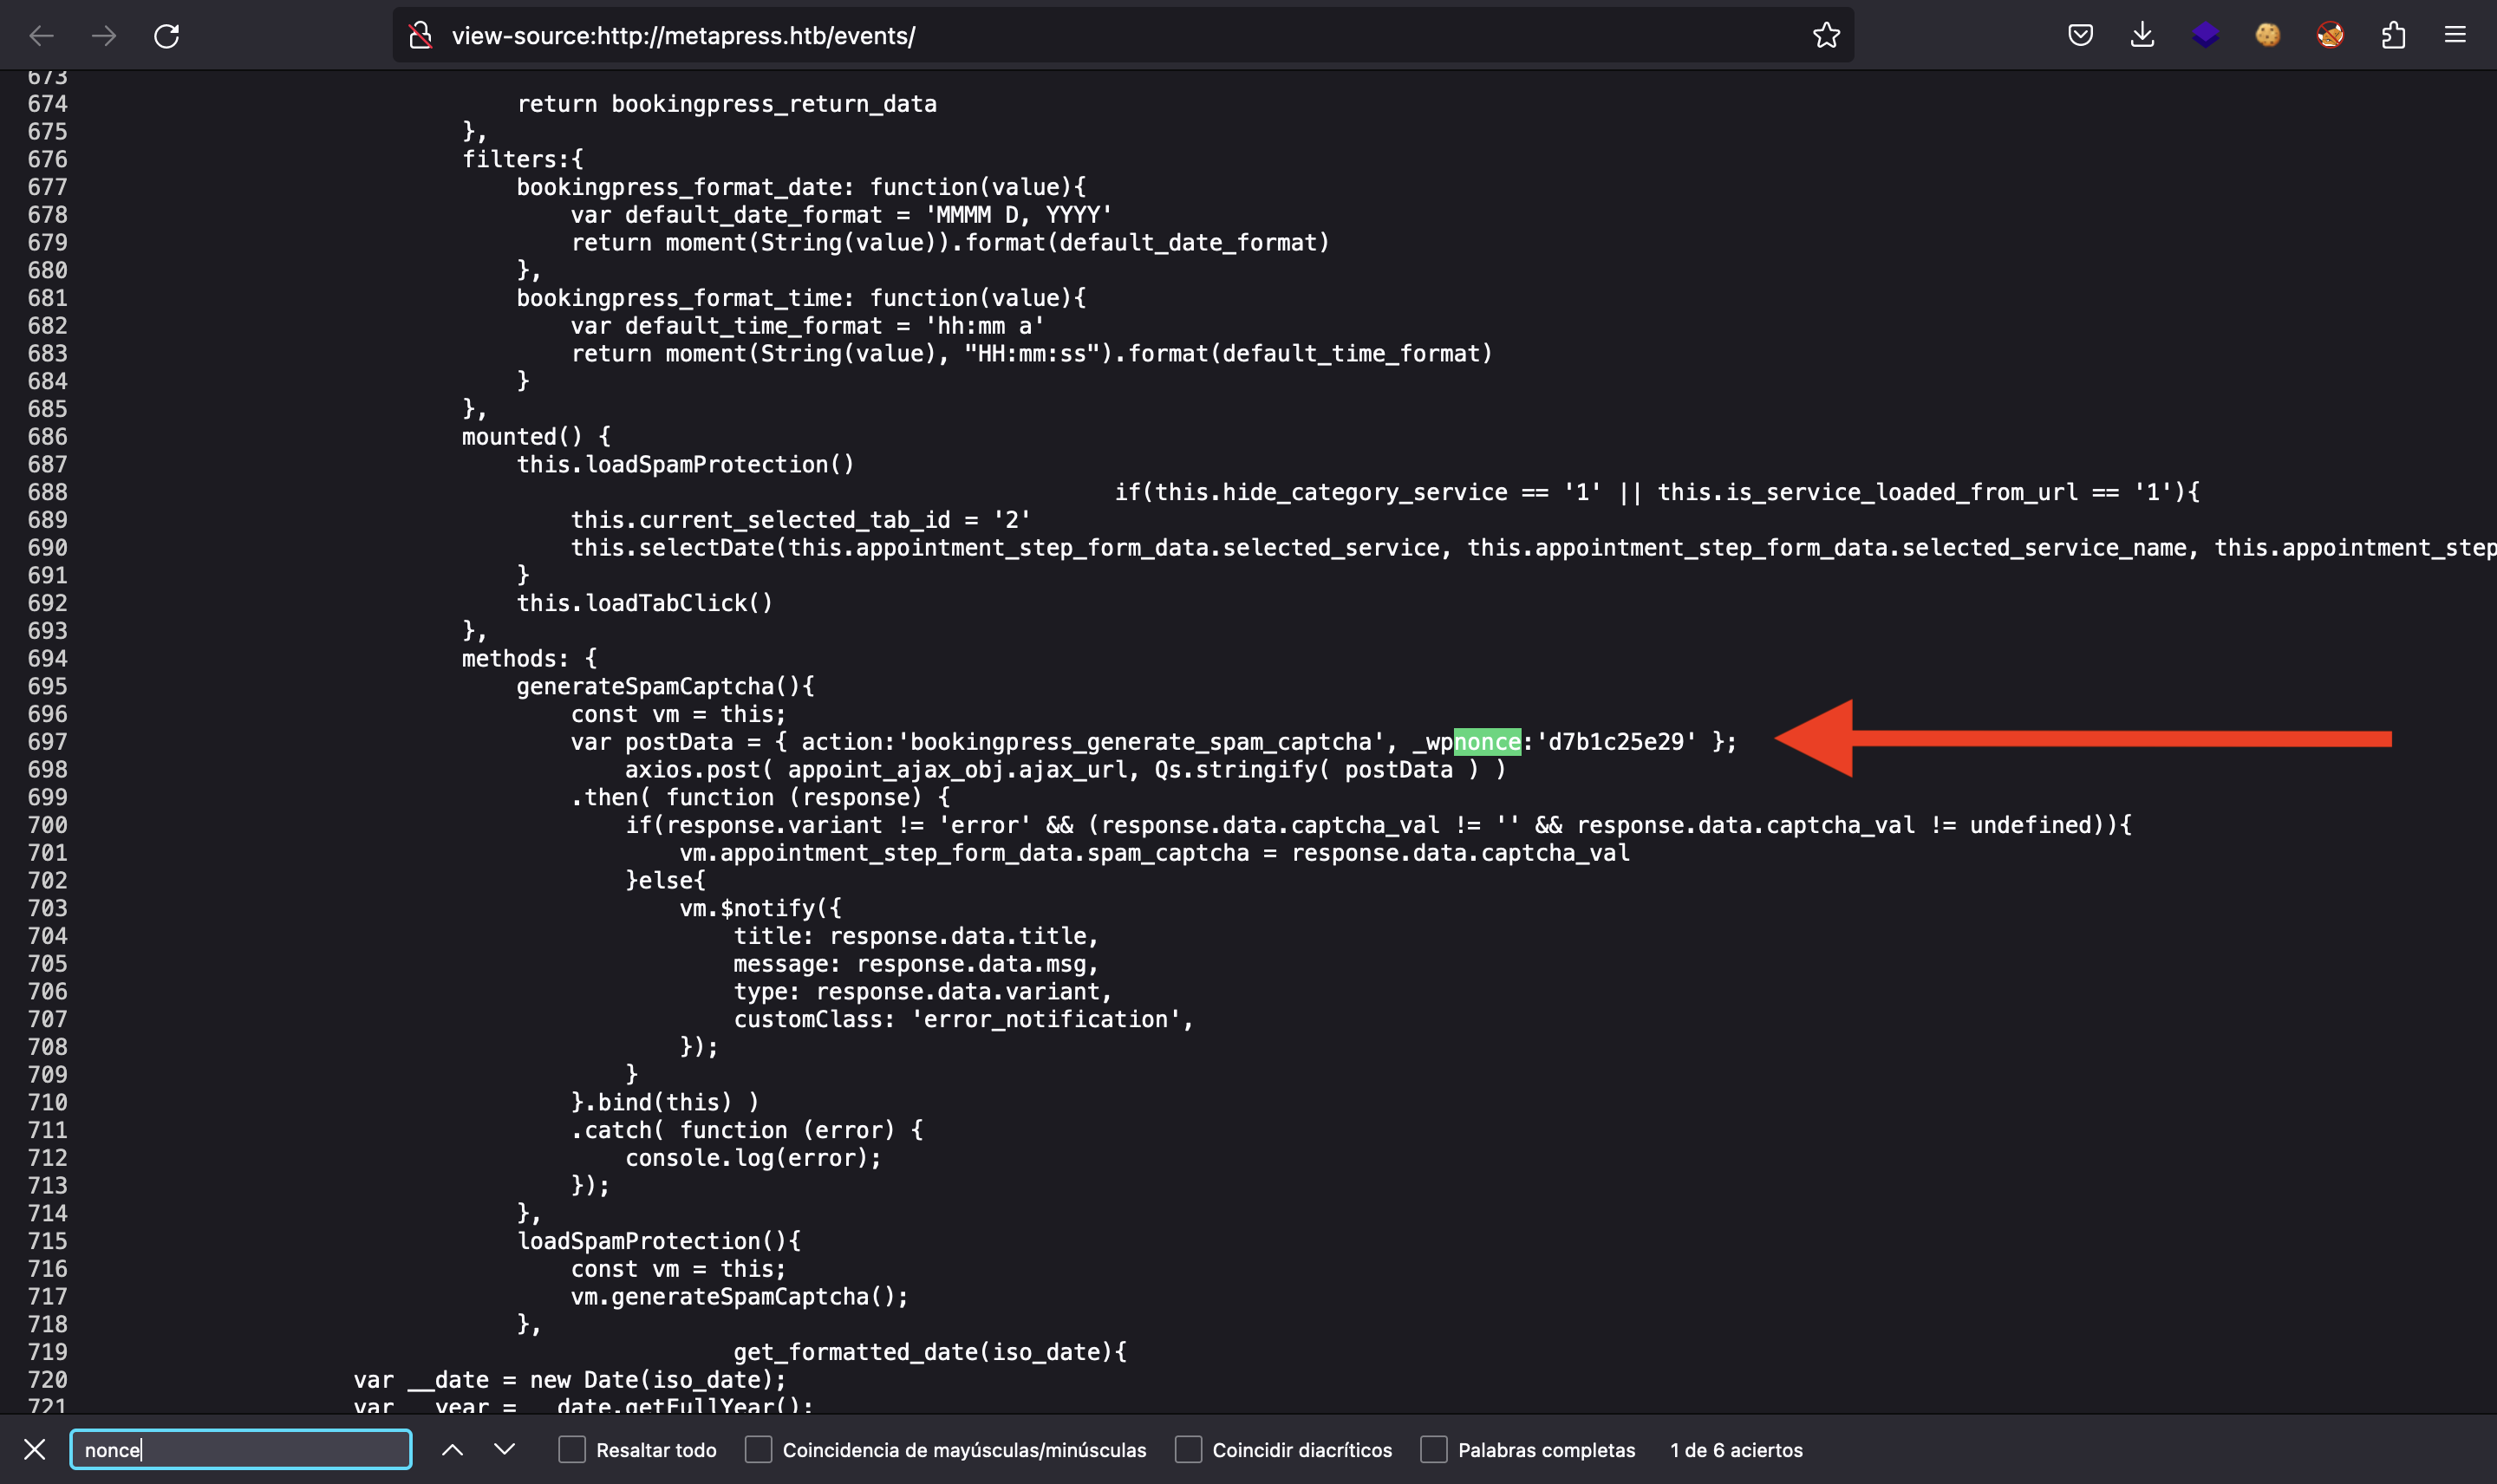 view-source:http://metapress.htb/events/
673
674 return bookingpress_return_data
675 },
676 filters:{
677 bookingpress_format_date: function(value){
678 var default_date_format = 'MMMM D, YYYY'
679 return moment(String(value)).format(default_date_format)
680 },
681 bookingpress_format_time: function(value){
682 var default_time_format = 'hh:mm a'
683 return moment(String(value), "HH:mm:ss").format(default_time_format)
684 }
685 },
686 mounted() {
687 this.loadSpamProtection()
688 if(this.hide_category_service == '1' || this.is_service_loaded_from_url == '1'){
689 this.current_selected_tab_id = '2'
690 this.selectDate(this.appointment_step_form_data.selected_service, this.appointment_step_form_data.selected_service_name, this.appointment_step
691 }
692 this.loadTabClick()
693 },
694 methods: {
695 generateSpamCaptcha(){
696 const vm = this;
697 var postData = { action:'bookingpress_generate_spam_captcha', _wpnonce:'d7b1c25e29' };
698 axios.post( appoint_ajax_obj.ajax_url, Qs.stringify( postData ) )
699 .then( function (response) {
700 if(response.variant != 'error' && (response.data.captcha_val != '' && response.data.captcha_val != undefined)){
701 vm.appointment_step_form_data.spam_captcha = response.data.captcha_val
702 }else{
703 vm.$notify({
704 title: response.data.title,
705 message: response.data.msg,
706 type: response.data.variant,
707 customClass: 'error_notification',
708 });
709 }
710 }.bind(this) )
711 .catch( function (error) {
712 console.log(error);
713 });
714 },
715 loadSpamProtection(){
716 const vm = this;
717 vm.generateSpamCaptcha();
718 },
719 get_formatted_date(iso_date){
720 var __date = new Date(iso_date);
721 var __year = __date.getFullYear();
nonce Resaltar todo Coincidencia de mayúsculas/minúsculas Coincidir diacríticos Palabras completas 1 de 6 aciertos